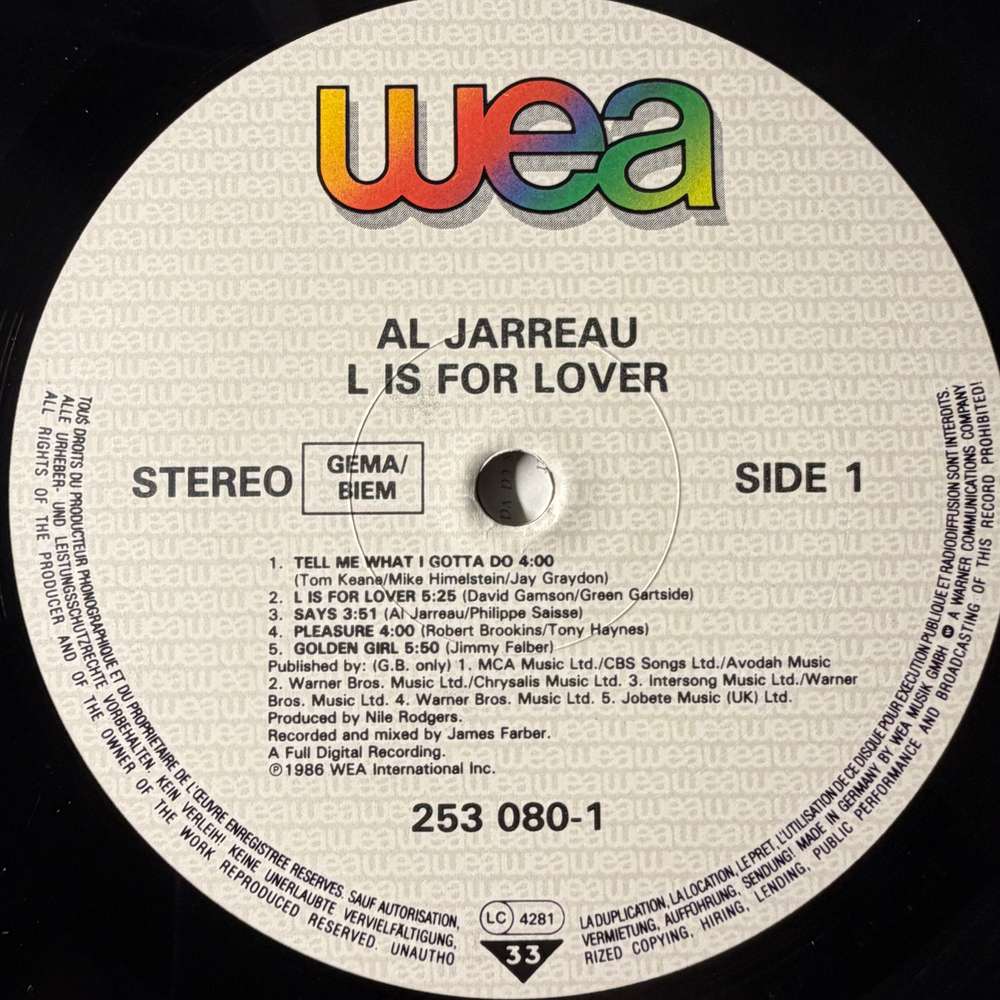 wea
AL JARREAU
L IS FOR LOVER
STEREO
GEMA/
BIEM
SIDE 1
1. TELL ME WHAT I GOTTA DO 4:00
(Tom Keane/Mike Himelstein/Jay Graydon)
2. L IS FOR LOVER 5:25 (David Gamson/Green Gartside)
3. SAYS 3:51 (Al Jarreau/Philippe Saisse)
4. PLEASURE 4:00 (Robert Brookins/Tony Haynes)
5. GOLDEN GIRL 5:50 (Jimmy Felber)
Published by: (G.B. only) 1. MCA Music Ltd./CBS Songs Ltd./Avodah Music
2. Warner Bros. Music Ltd./Chrysalis Music Ltd. 3. Intersong Music Ltd./Warner
Bros. Music Ltd. 4. Warner Bros. Music Ltd. 5. Jobete Music (UK) Ltd.
Produced by Nile Rodgers.
Recorded and mixed by James Farber.
A Full Digital Recording.
℗1986 WEA International Inc.
253 080-1
LC 4281
33
TOUS DROITS DU PRODUCTEUR PHONOGRAPHIQUE ET DU PROPRIETAIRE DE L'ŒUVRE ENREGISTREE RESERVES. SAUF AUTORISATION,
LA DUPLICATION, LA LOCATION, LE PRET, L'UTILISATION DE CE DISQUE POUR EXECUTION PUBLIQUE ET RADIODIFFUSION SONT INTERDITS.
ALLE URHEBER- UND LEISTUNGSSCHUTZRECHTE VORBEHALTEN. KEIN VERLEIH! KEINE UNERLAUBTE VERVIELFÄLTIGUNG,
VERMIETUNG, AUFFÜHRUNG, SENDUNG! MADE IN GERMANY BY WEA MUSIK GMBH A WARNER COMMUNICATIONS COMPANY
ALL RIGHTS OF THE PRODUCER AND OF THE OWNER OF THE WORK REPRODUCED RESERVED. UNAUTHO
RIZED COPYING, HIRING, LENDING, PUBLIC PERFORMANCE AND BROADCASTING OF THIS RECORD PROHIBITED!